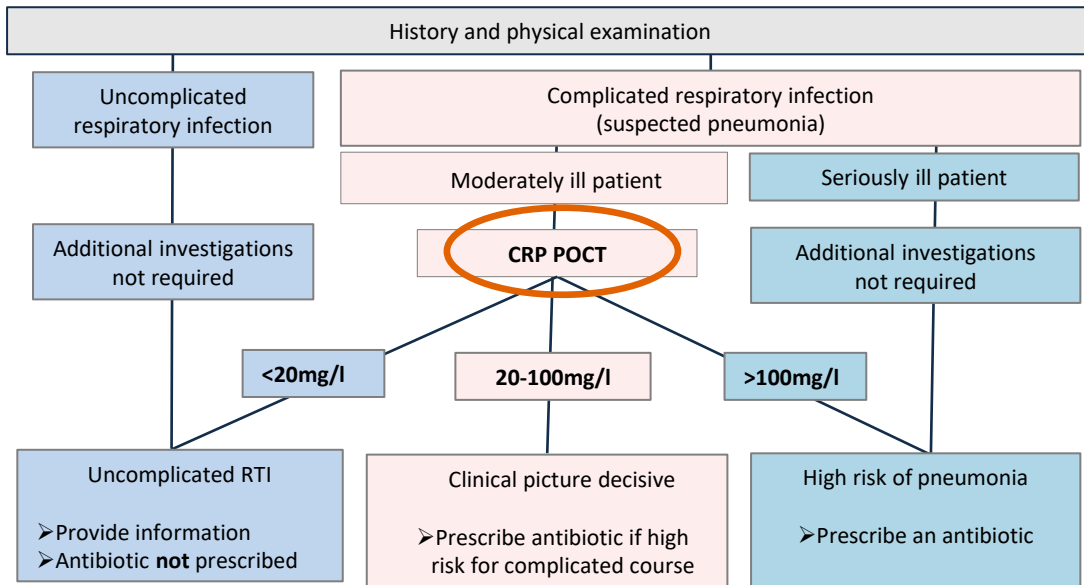 History and physical examination
Uncomplicated
respiratory infection
Complicated respiratory infection
(suspected pneumonia)
Moderately ill patient
Seriously ill patient
Additional investigations
not required
CRP POCT
Additional investigations
not required
<20mg/l
20-100mg/l
>100mg/l
Uncomplicated RTI
➢Provide information
➢Antibiotic not prescribed
Clinical picture decisive
➢Prescribe antibiotic if high
risk for complicated course
High risk of pneumonia
➢Prescribe an antibiotic